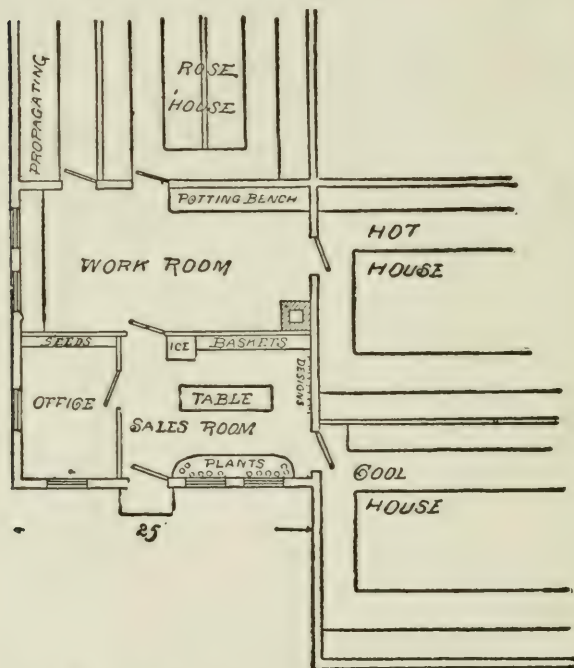 PROPAGATING
ROSE
HOUSE
POTTING BENCH
HOT
HOUSE
WORK ROOM
SEEDS
ICE
BASKETS
DESIGNS
OFFICE
TABLE
SALES ROOM
PLANTS
COOL
HOUSE
25